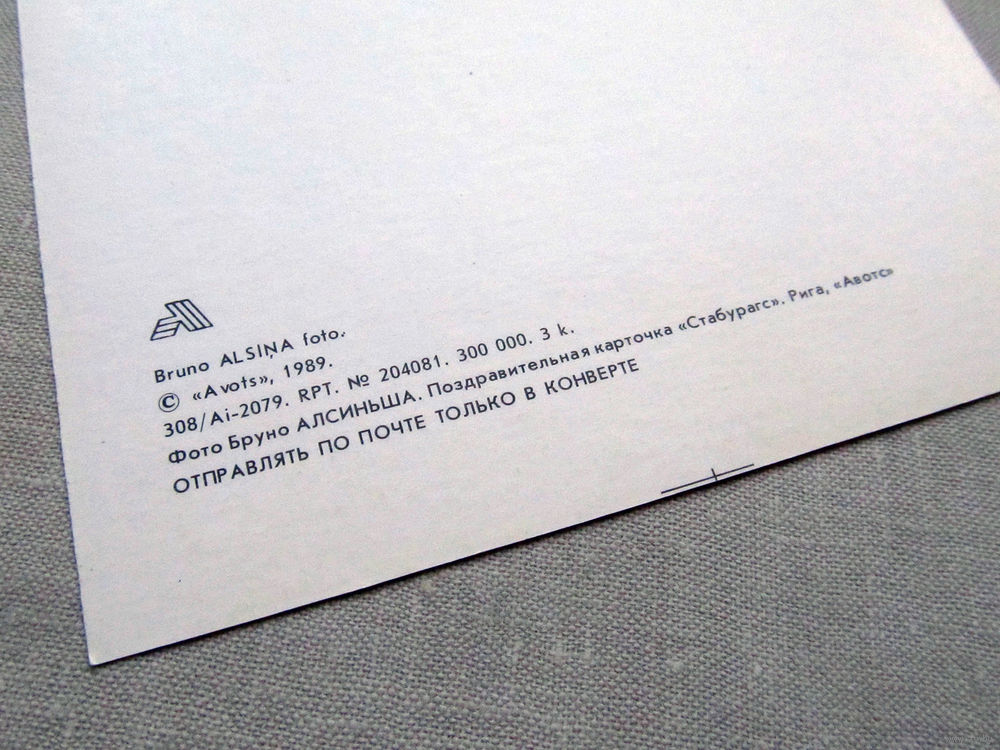 Bruno ALSIŅA foto.
© «Avots», 1989.
308/Ai-2079. RPT. № 204081. 300 000. 3 k.
Фото Бруно АЛСИНЬША. Поздравительная карточка «Стабурагс». Рига, «Авотс»
ОТПРАВЛЯТЬ ПО ПОЧТЕ ТОЛЬКО В КОНВЕРТЕ